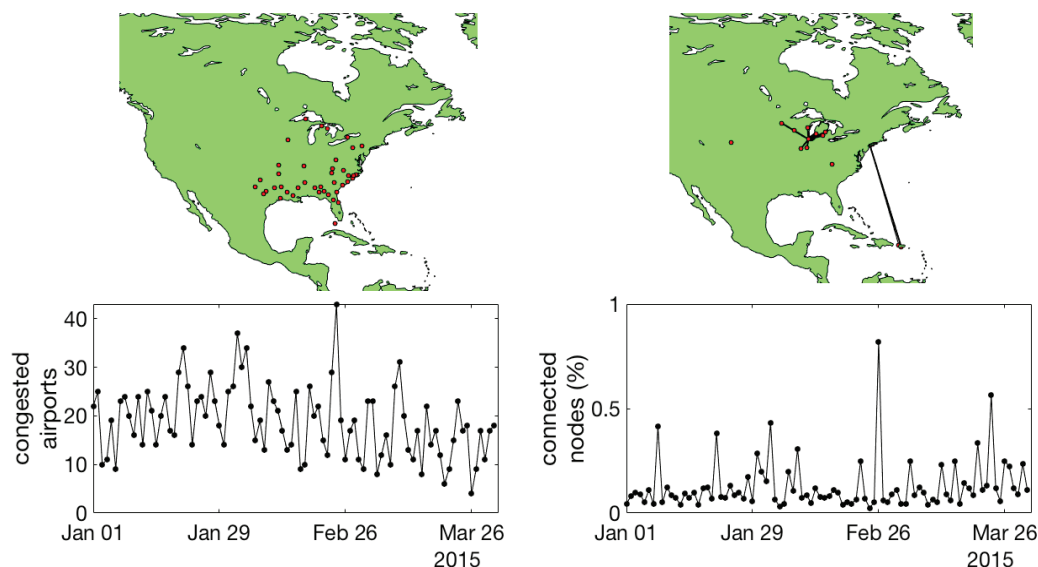 congested
airports
40
30
20
10
0
Jan 01
Jan 29
Feb 26
Mar 26
2015
connected
nodes (%)
1
0.5
0
Jan 01
Jan 29
Feb 26
Mar 26
2015